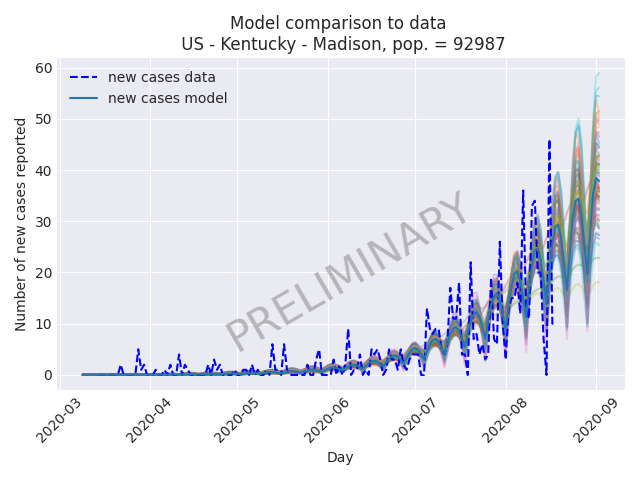 Model comparison to data
US - Kentucky - Madison, pop. = 92987
new cases data
new cases model
Number of new cases reported
60
50
40
30
20
10
0
PRELIMINARY
2020-03
2020-04
2020-05
2020-06
2020-07
2020-08
2020-09
Day